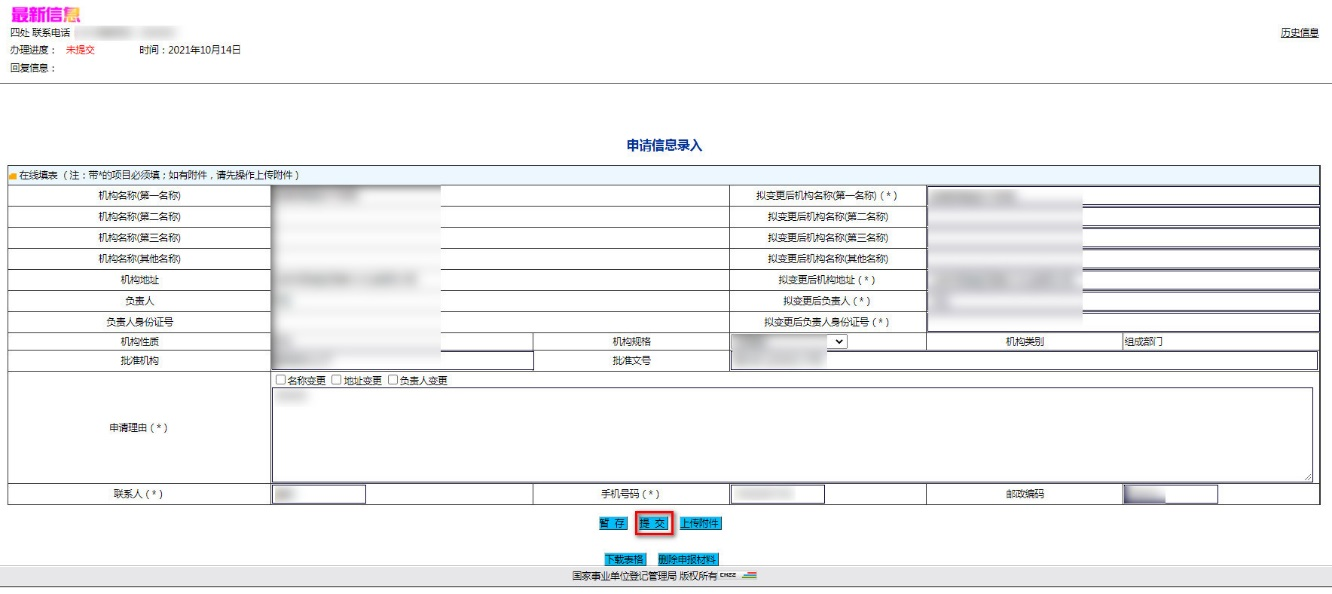 最新信息
四处 联系电话
历史信息
办理进度： 未提交 时间：2021年10月14日
回复信息：
申请信息录入
在线填表（注：带*的项目必须填；如有附件，请先操作上传附件）
机构名称(第一名称) 拟变更后机构名称(第一名称)(*)
机构名称(第二名称) 拟变更后机构名称(第二名称)
机构名称(第三名称) 拟变更后机构名称(第三名称)
机构名称(其他名称) 拟变更后机构名称(其他名称)
机构地址 拟变更后机构地址(*)
负责人 拟变更后负责人(*)
负责人身份证号 拟变更后负责人身份证号(*)
机构性质 机构规格 机构类别 组成部门
批准机构 批准文号
名称变更 地址变更 负责人变更
申请理由(*)
联系人(*) 手机号码(*) 邮政编码
暂 存 提 交 上传附件
下载表格 删除申报材料
国家事业单位登记管理局 版权所有